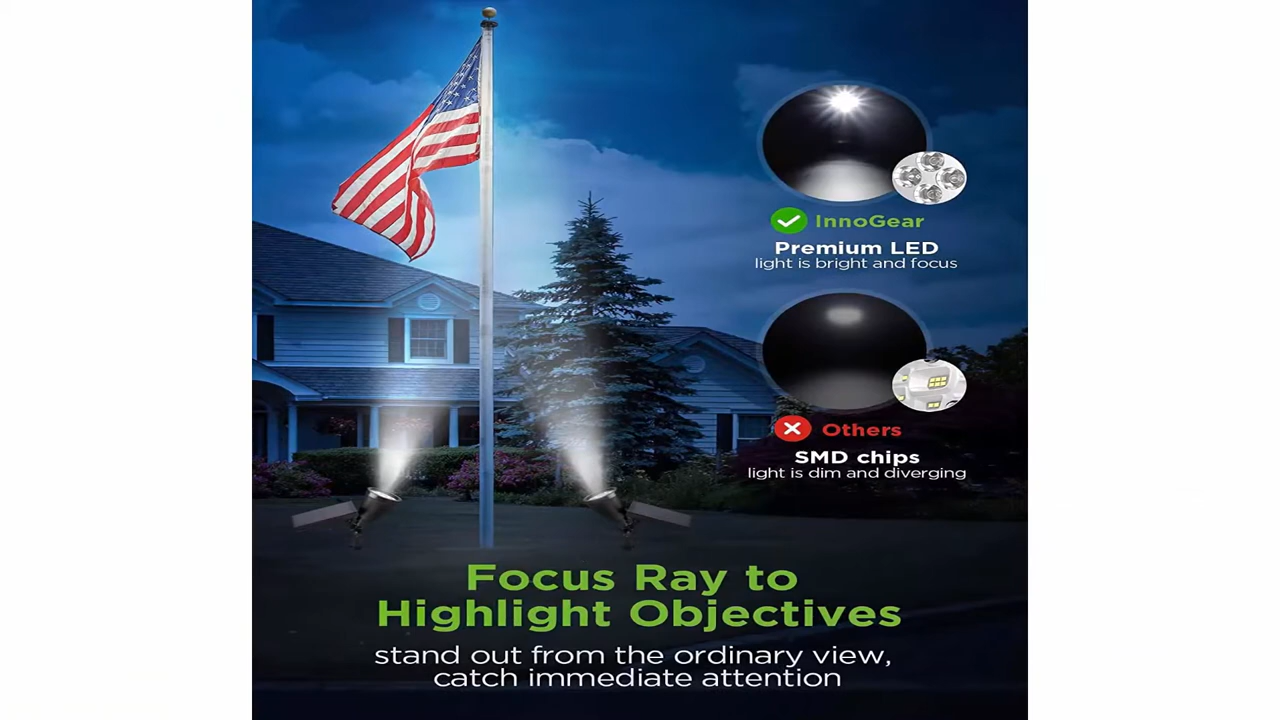 InnoGear
Premium LED
light is bright and focus
Others
SMD chips
light is dim and diverging
Focus Ray to
Highlight Objectives
stand out from the ordinary view,
catch immediate attention